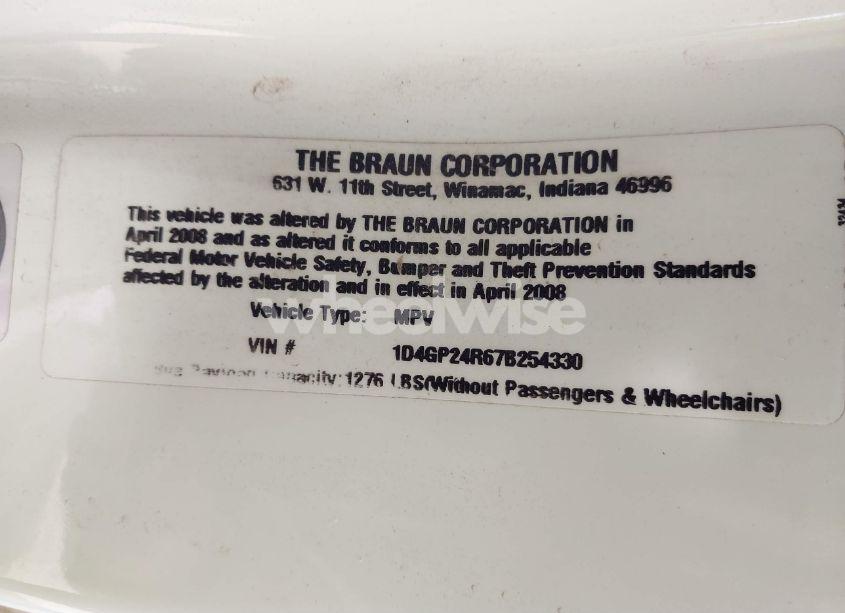 THE BRAUN CORPORATION
631 W. 11th Street, Winamac, Indiana 46996
This vehicle was altered by THE BRAUN CORPORATION in
April 2008 and as altered it conforms to all applicable
Federal Motor Vehicle Safety, Bumper and Theft Prevention Standards
affected by the alteration and in effect in April 2008
wheelwise
Vehicle Type: MPV
VIN # 1D4GP24R67B254330
Capacity: 1276 LBS(Without Passengers & Wheelchairs)